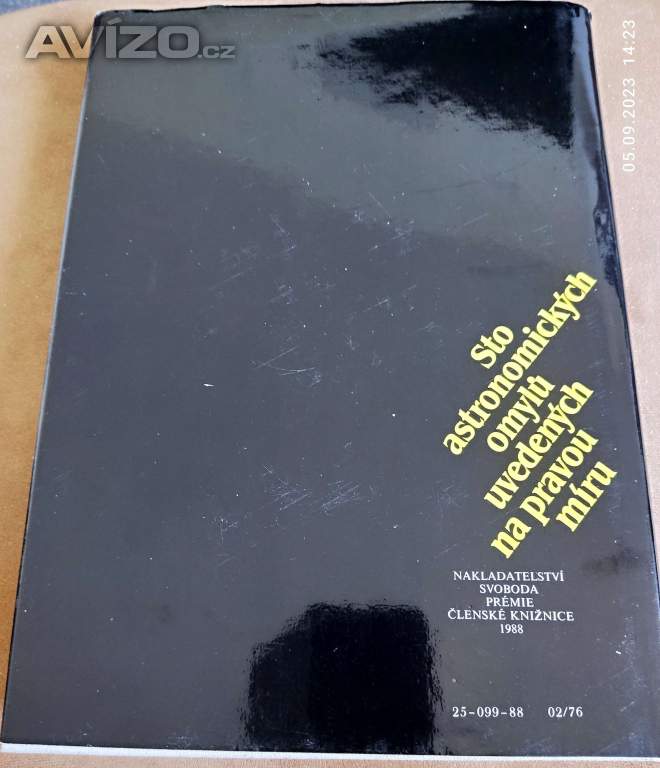 AVÍZO.cz
05.09.2023 14:23
Sto
astronomických
omylů
uvedených
na pravou
míru
NAKLADATELSTVÍ
SVOBODA
PRÉMIE
ČLENSKÉ KNIŽNICE
1988
25-099-88 02/76